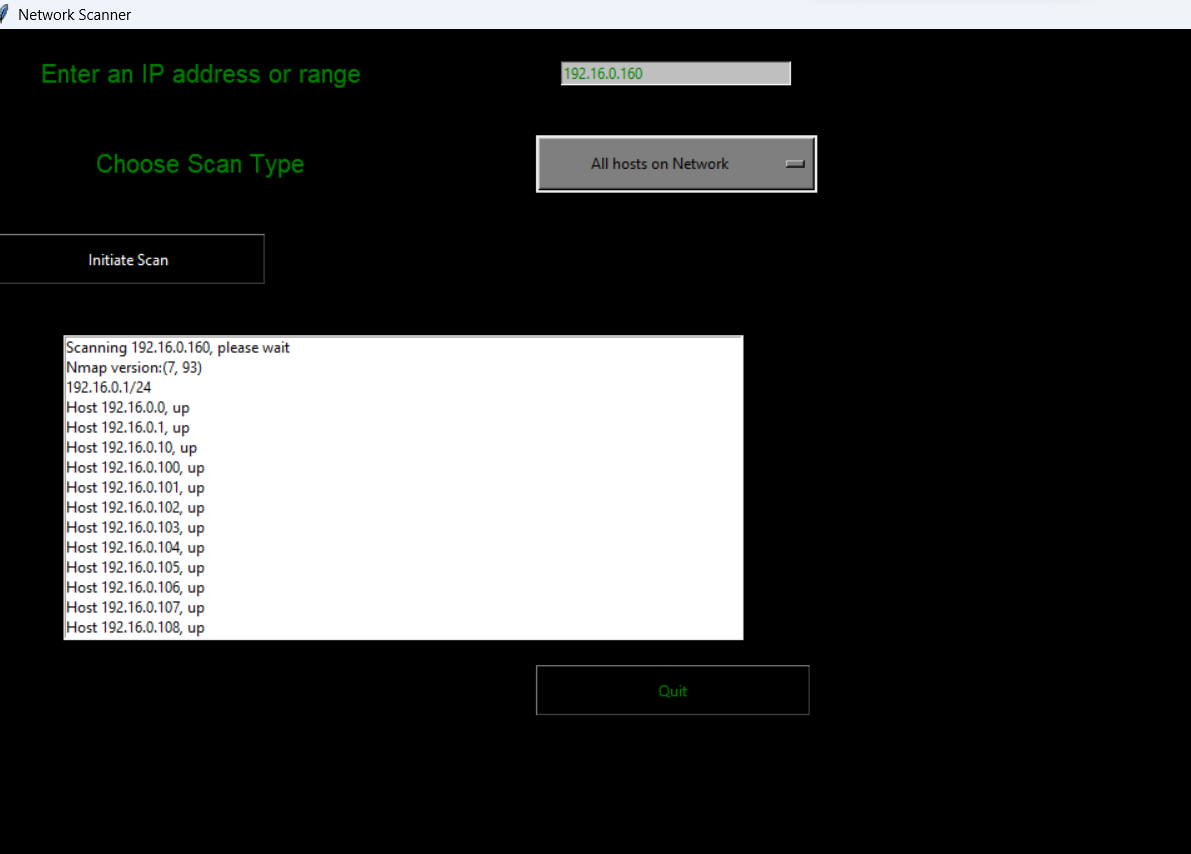 Network Scanner
Enter an IP address or range
192.16.0.160
Choose Scan Type
All hosts on Network
Initiate Scan
Scanning 192.16.0.160, please wait
Nmap version:(7, 93)
192.16.0.1/24
Host 192.16.0.0, up
Host 192.16.0.1, up
Host 192.16.0.10, up
Host 192.16.0.100, up
Host 192.16.0.101, up
Host 192.16.0.102, up
Host 192.16.0.103, up
Host 192.16.0.104, up
Host 192.16.0.105, up
Host 192.16.0.106, up
Host 192.16.0.107, up
Host 192.16.0.108, up
Quit